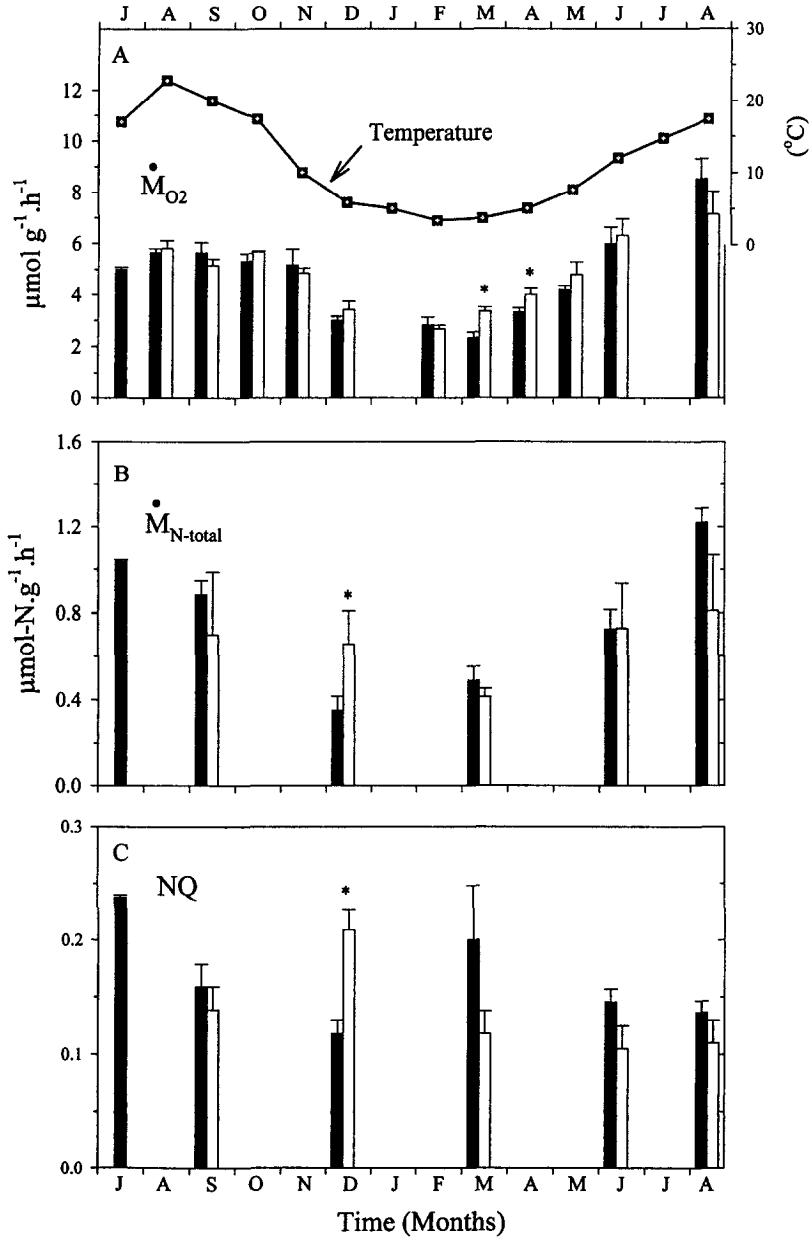 J A S O N D J F M A M J J A
A
30
20
10
0
(°C)
12
10
8
6
4
2
0
Temperature
ṀO2
* *
µmol g-1.h-1
B
1.6
1.2
0.8
0.4
0.0
ṀN-total
*
µmol-N.g-1.h-1
C
0.3
0.2
0.1
0.0
NQ
*
J A S O N D J F M A M J J A
Time (Months)